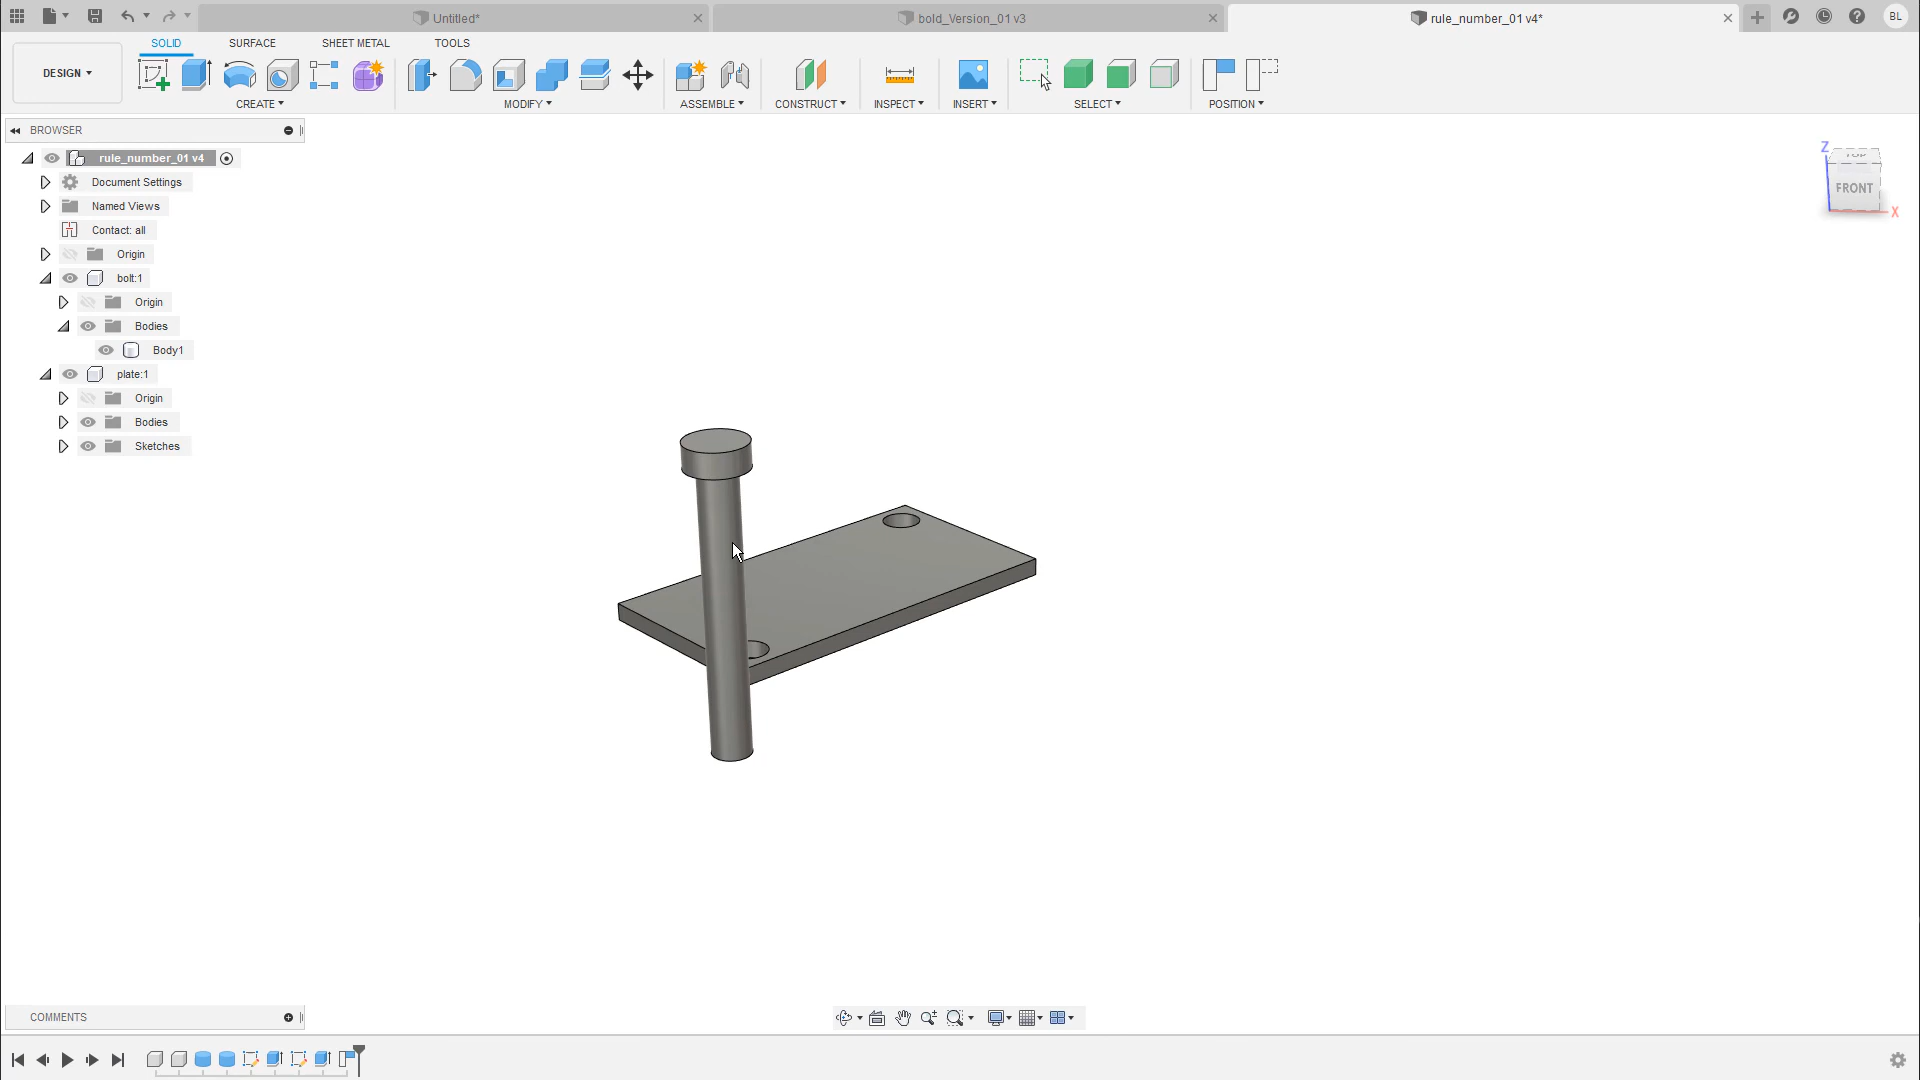 Untitled*
bold_Version_01 v3
rule_number_01 v4*
BL
DESIGN
SOLID
SURFACE
SHEET METAL
TOOLS
CREATE
MODIFY
ASSEMBLE
CONSTRUCT
INSPECT
INSERT
SELECT
POSITION
BROWSER
rule_number_01 v4
Document Settings
Named Views
Contact: all
Origin
bolt:1
Origin
Bodies
Body1
plate:1
Origin
Bodies
Sketches
Z
TOP
FRONT
X
COMMENTS